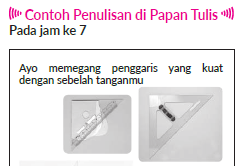 Contoh Penulisan di Papan Tulis
Pada jam ke 7
Ayo memegang penggaris yang kuat
dengan sebelah tanganmu